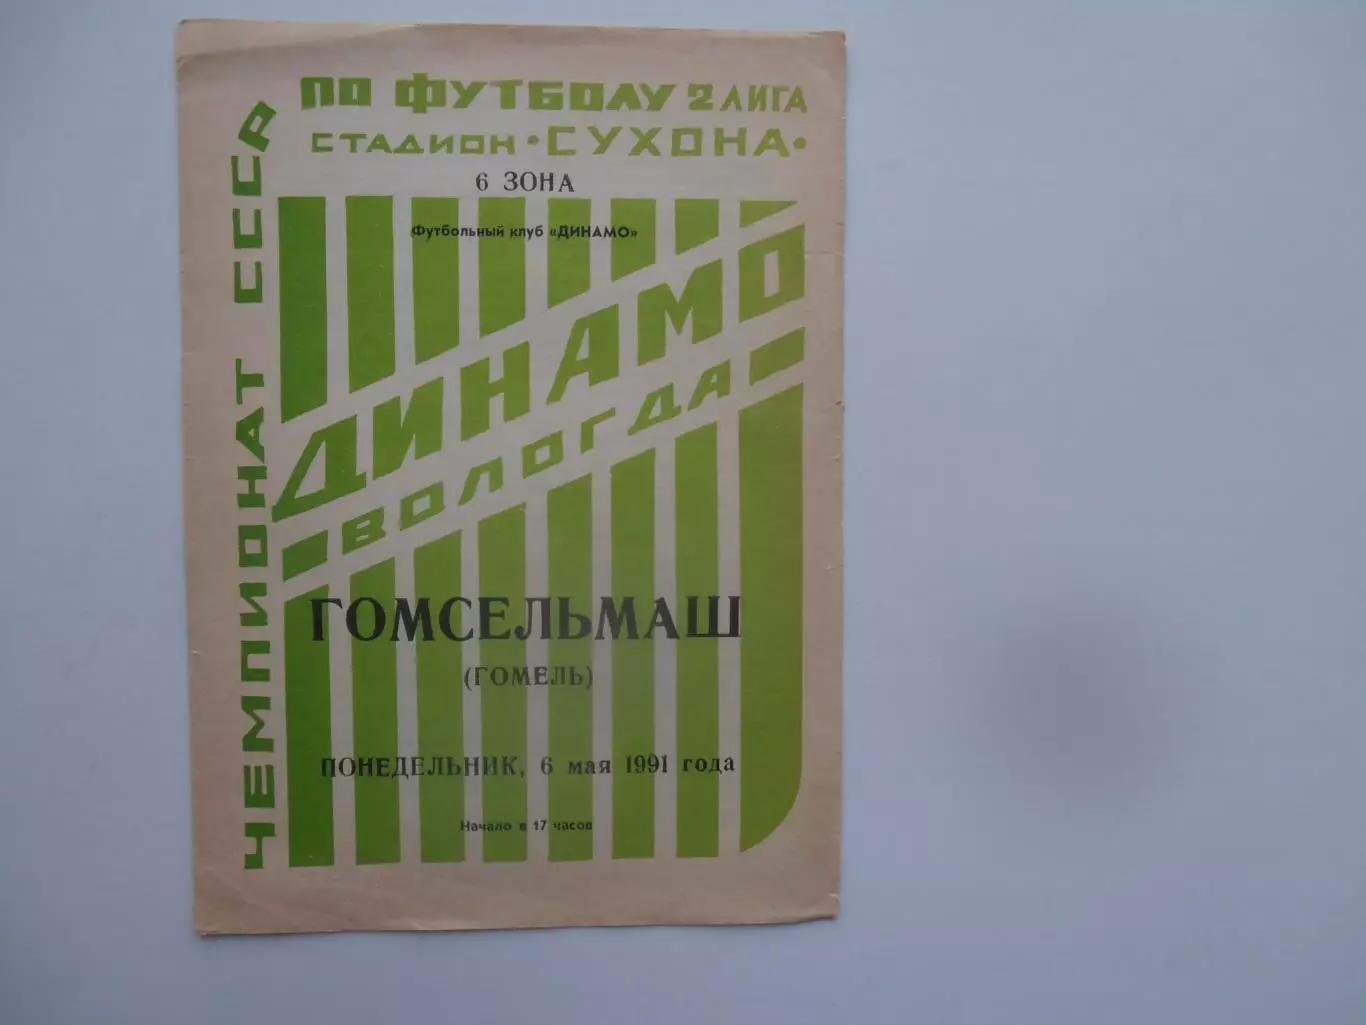 ЧЕМПИОНАТ СССР
ПО ФУТБОЛУ 2 ЛИГА
СТАДИОН •СУХОНА•
6 ЗОНА
Футбольный клуб «ДИНАМО»
ДИНАМО
ВОЛОГДА
ГОМСЕЛЬМАШ
(ГОМЕЛЬ)
ПОНЕДЕЛЬНИК, 6 мая 1991 года
Начало в 17 часов